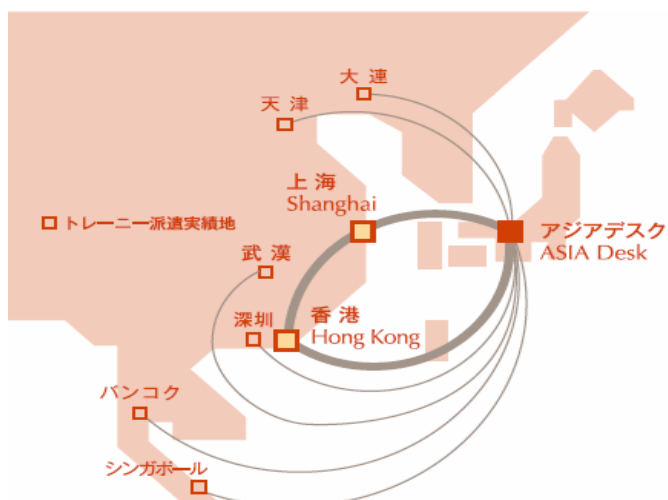 大連
天津
上海
Shanghai
トレーニー派遣実績地
アジアデスク
ASIA Desk
武漢
深圳
香港
Hong Kong
バンコク
シンガポール